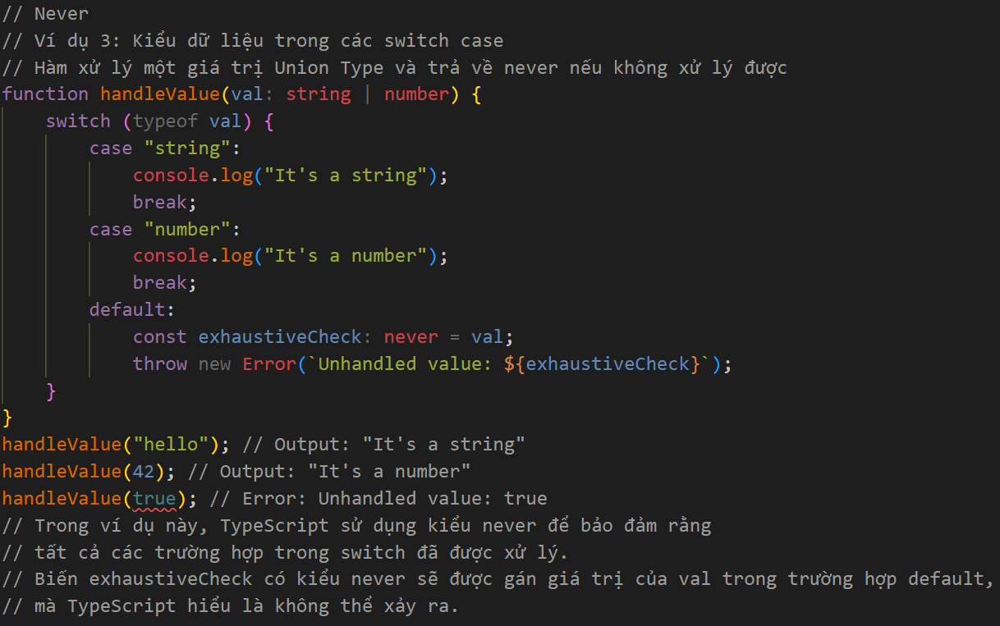 // Never
// Ví dụ 3: Kiểu dữ liệu trong các switch case
// Hàm xử lý một giá trị Union Type và trả về never nếu không xử lý được
function handleValue(val: string | number) {
    switch (typeof val) {
        case "string":
            console.log("It's a string");
            break;
        case "number":
            console.log("It's a number");
            break;
        default:
            const exhaustiveCheck: never = val;
            throw new Error(`Unhandled value: ${exhaustiveCheck}`);
    }
}
handleValue("hello"); // Output: "It's a string"
handleValue(42); // Output: "It's a number"
handleValue(true); // Error: Unhandled value: true
// Trong ví dụ này, TypeScript sử dụng kiểu never để bảo đảm rằng
// tất cả các trường hợp trong switch đã được xử lý.
// Biến exhaustiveCheck có kiểu never sẽ được gán giá trị của val trong trường hợp default,
// mà TypeScript hiểu là không thể xảy ra.